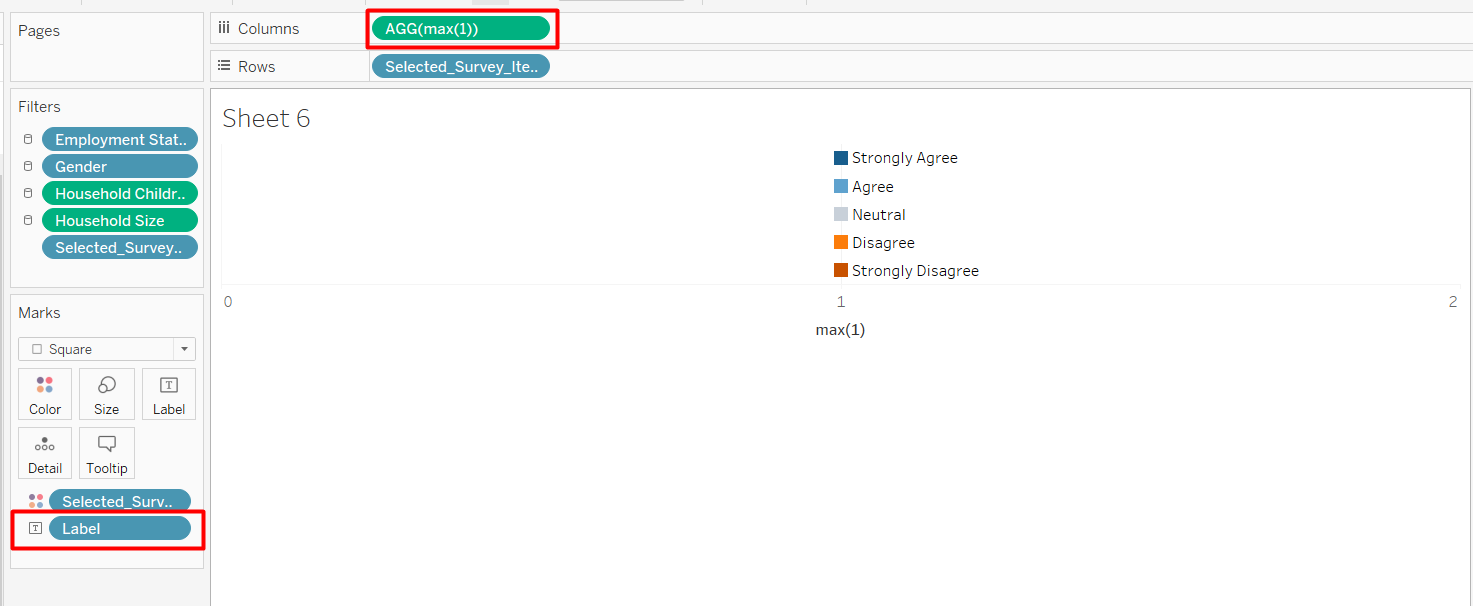 Pages
Columns
AGG(max(1))
Rows
Selected_Survey_Ite..
Filters
Employment Stat..
Gender
Household Childr..
Household Size
Selected_Survey..
Marks
Square
Color
Size
T
Label
Detail
Tooltip
Selected_Surv..
T
Label
Sheet 6
Strongly Agree
Agree
Neutral
Disagree
Strongly Disagree
0
1
2
max(1)